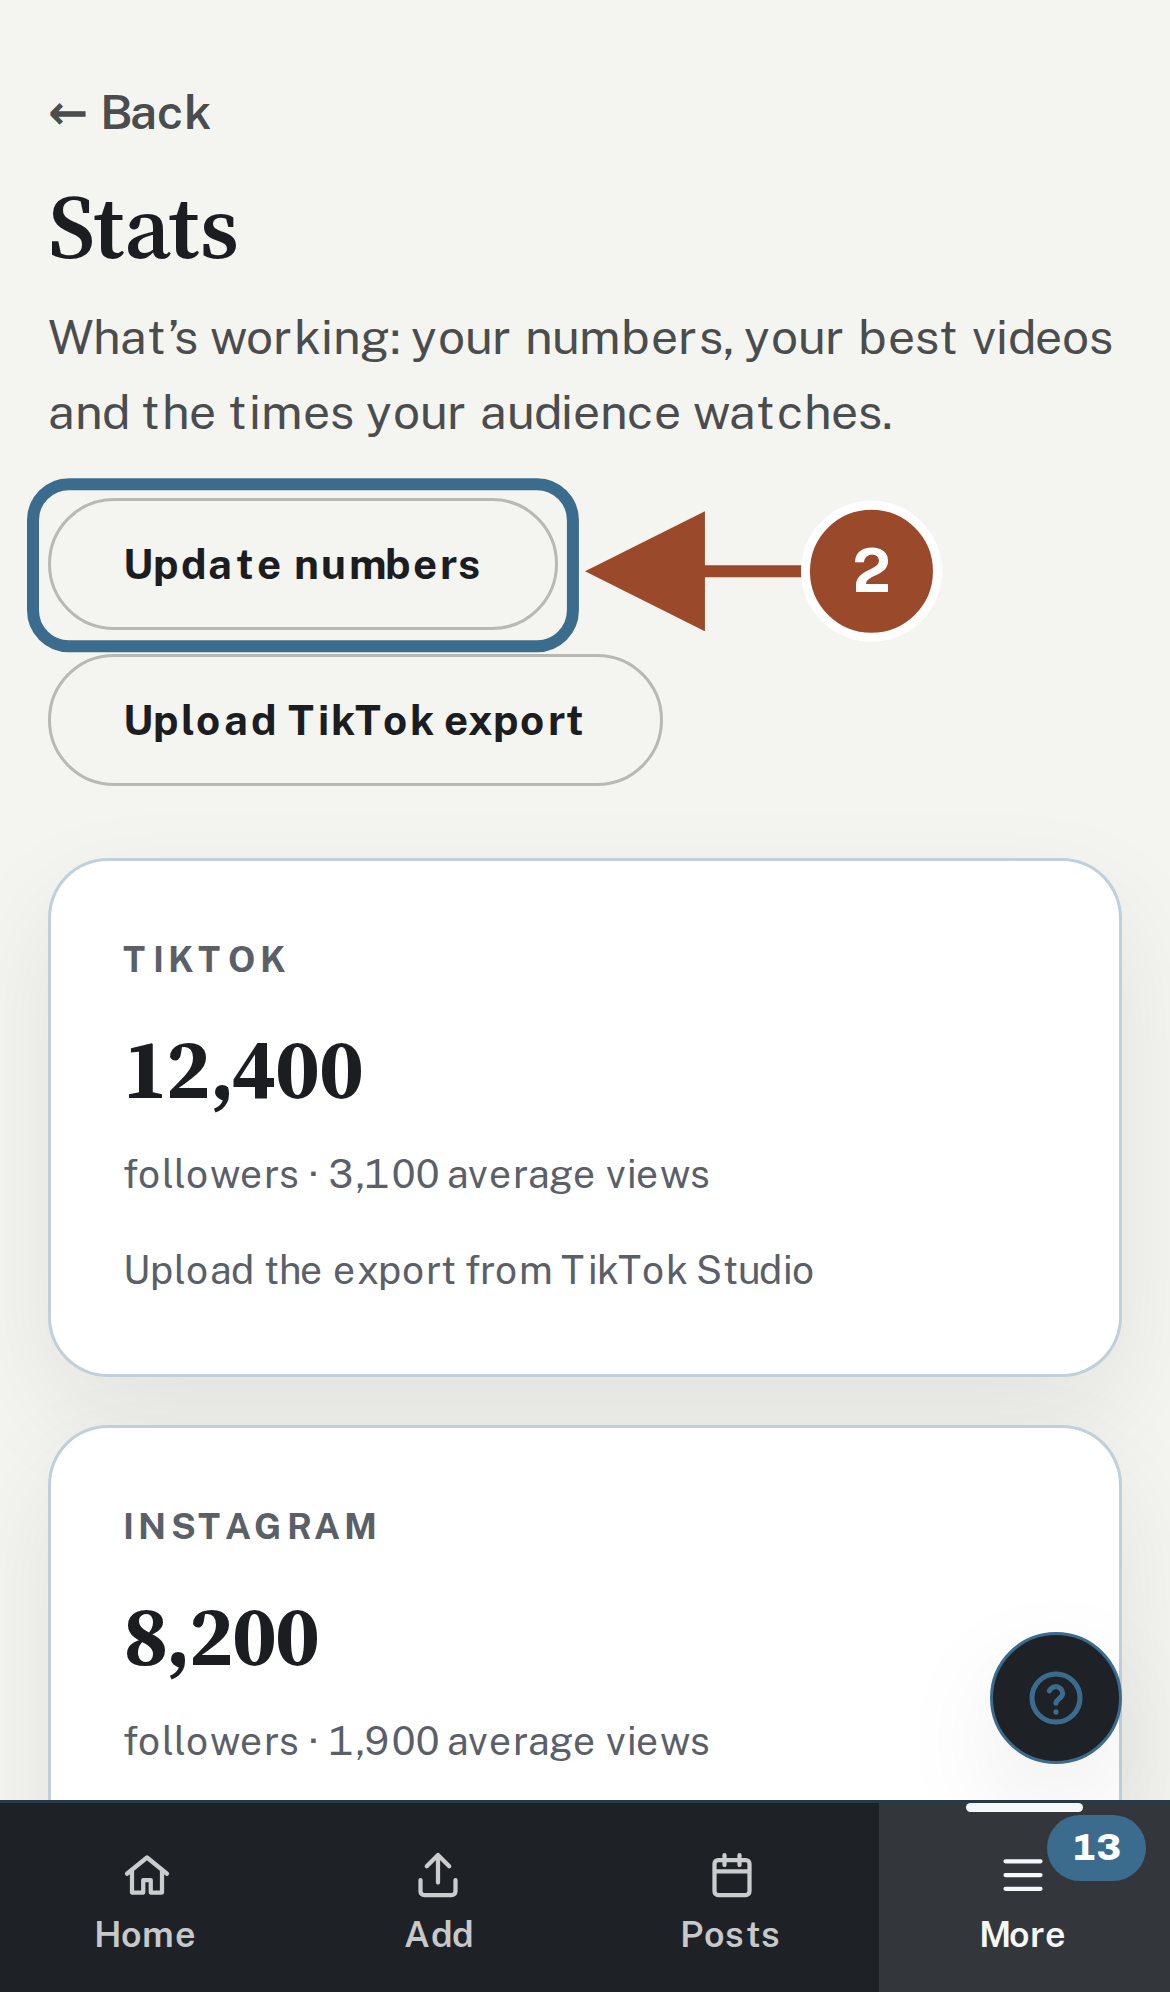 ← Back
Stats
What’s working: your numbers, your best videos
and the times your audience watches.
Update numbers
2
Upload TikTok export
TIKTOK
12,400
followers · 3,100 average views
Upload the export from TikTok Studio
INSTAGRAM
8,200
followers · 1,900 average views
?
13
Home
Add
Posts
More